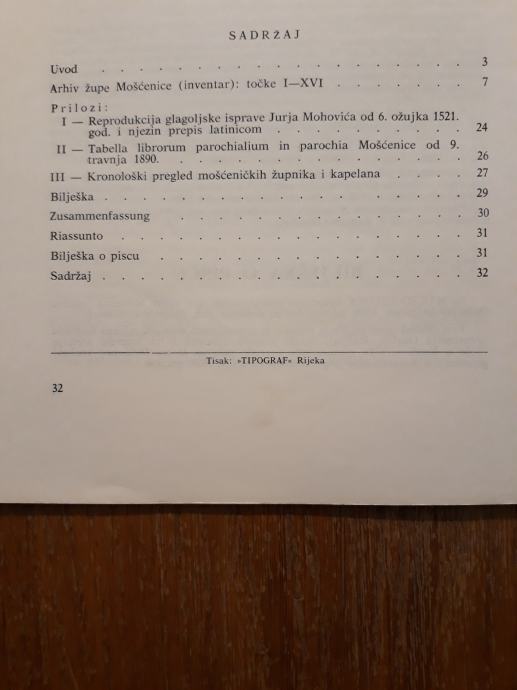 SADRŽAJ
Uvod . . . . . . . . . . . . . . . . . 3
Arhiv župe Mošćenice (inventar): točke I—XVI . . . . . . . 7
Prilozi:
I — Reprodukcija glagoljske isprave Jurja Mohovića od 6. ožujka 1521.
god. i njezin prepis latinicom . . . . . . . . . . 24
II — Tabella librorum parochialium in parochia Mošćenice od 9.
travnja 1890. . . . . . . . . . . . . . . 26
III — Kronološki pregled mošćeničkih župnika i kapelana . . . . 27
Bilješka . . . . . . . . . . . . . . . . . 29
Zusammenfassung . . . . . . . . . . . . . . 30
Riassunto . . . . . . . . . . . . . . . . 31
Bilješka o piscu . . . . . . . . . . . . . . 31
Sadržaj . . . . . . . . . . . . . . . . . 32
Tisak: »TIPOGRAF« Rijeka
32